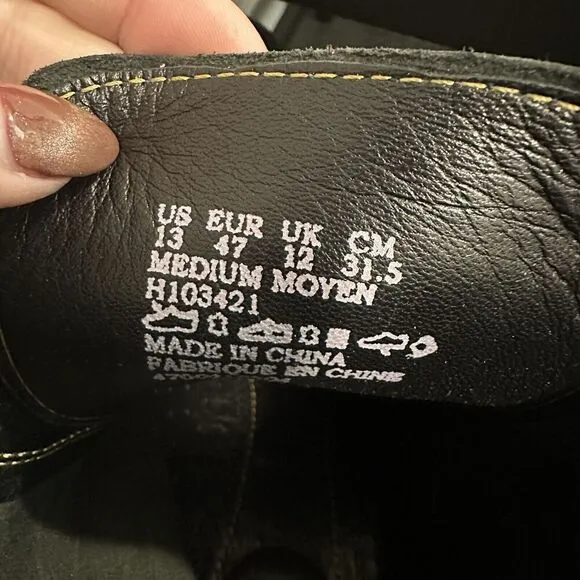 US EUR UK CM
13 47 12 31.5
MEDIUM MOYEN
H103421
MADE IN CHINA
FABRIQUE EN CHINE